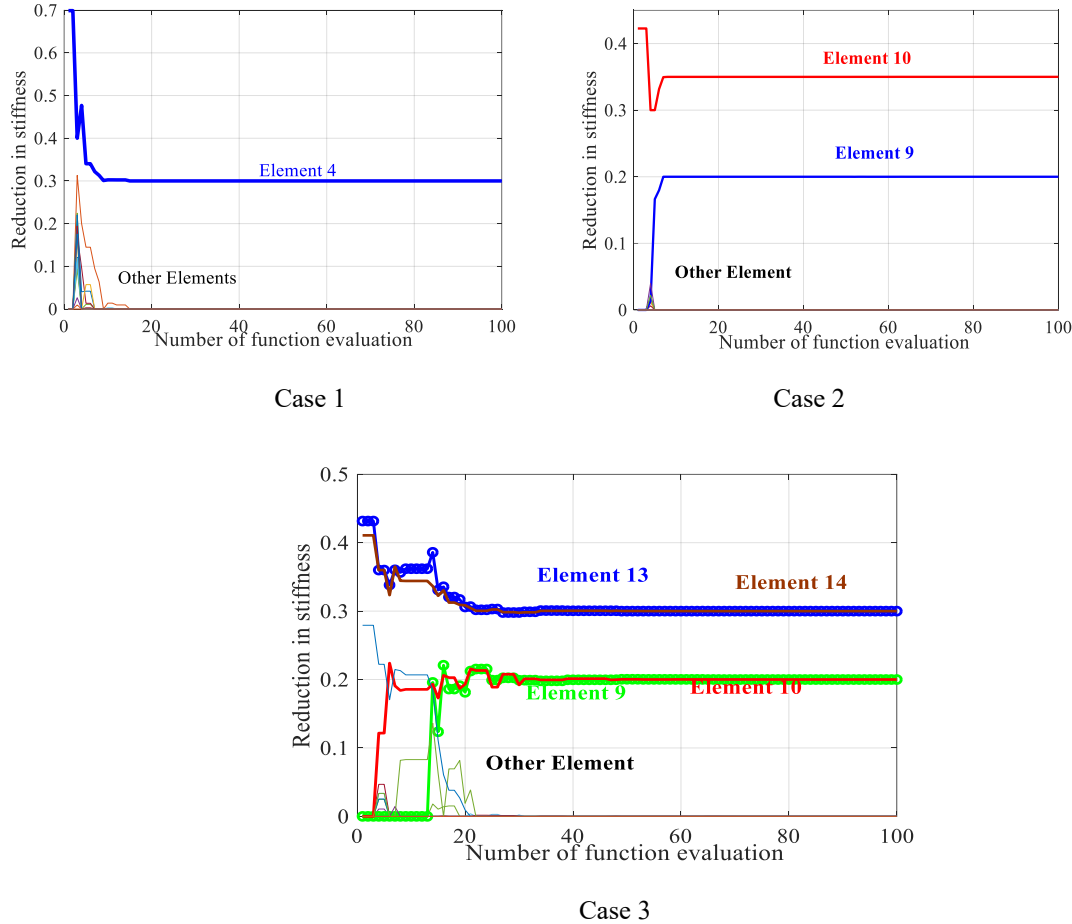 0.7
0.6
0.5
0.4
0.3
0.2
0.1
0
Reduction in stiffness
Element 4
Other Elements
0 20 40 60 80 100
Number of function evaluation
Case 1
0.4
0.3
0.2
0.1
0
Reduction in stiffness
Element 10
Element 9
Other Element
0 20 40 60 80 100
Number of function evaluation
Case 2
0.5
0.4
0.3
0.2
0.1
0
Reduction in stiffness
Element 13
Element 14
Element 9
Element 10
Other Element
0 20 40 60 80 100
Number of function evaluation
Case 3